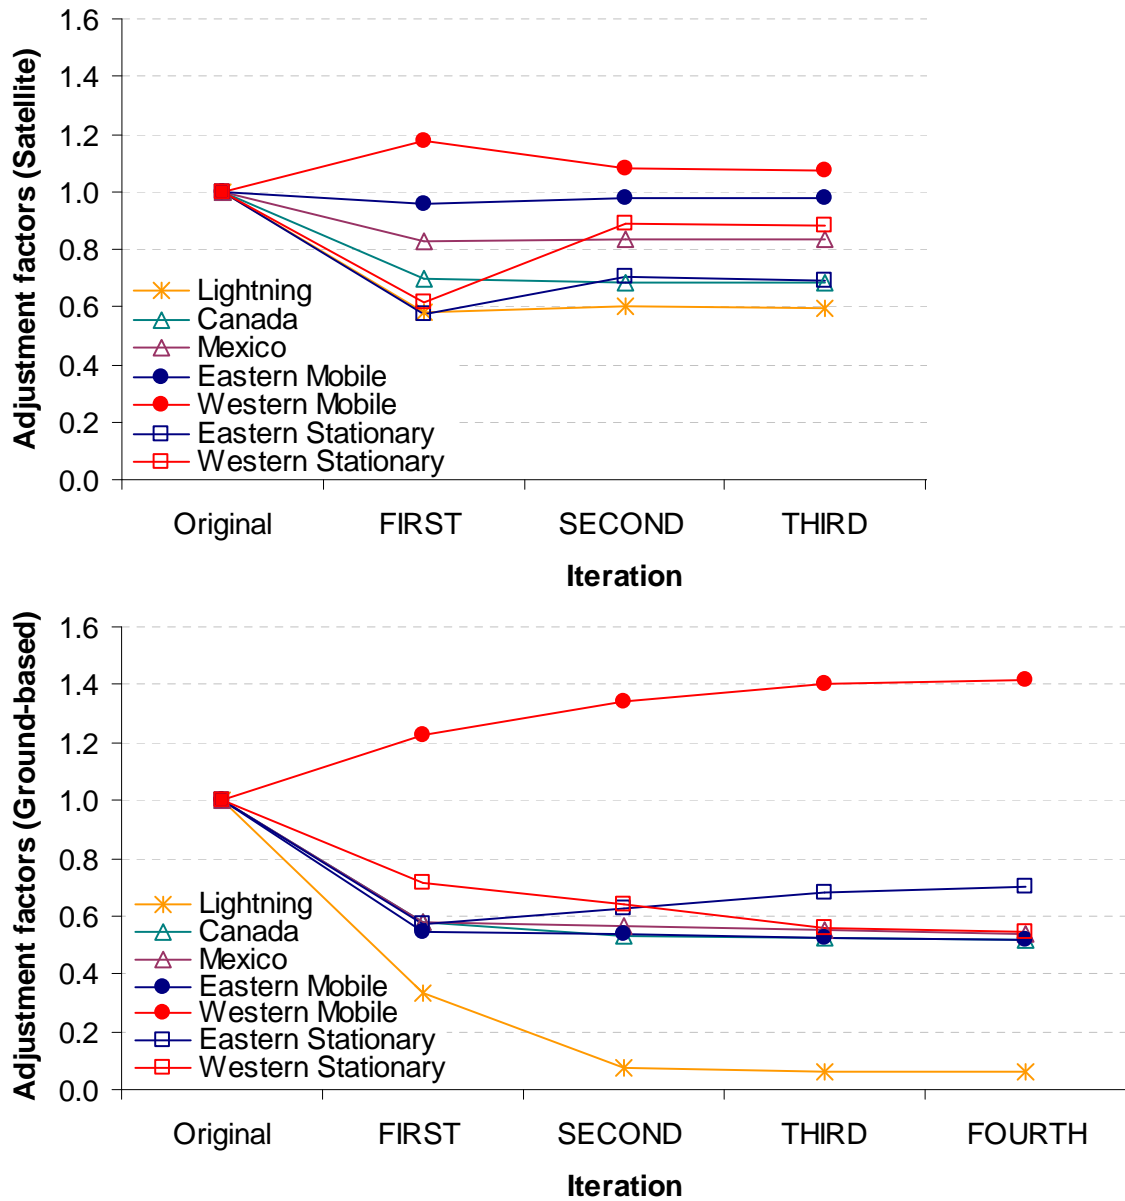 Adjustment factors (Satellite)
1.6
1.4
1.2
1.0
0.8
0.6
0.4
0.2
0.0
Lightning
Canada
Mexico
Eastern Mobile
Western Mobile
Eastern Stationary
Western Stationary
Original FIRST SECOND THIRD
Iteration
Adjustment factors (Ground-based)
1.6
1.4
1.2
1.0
0.8
0.6
0.4
0.2
0.0
Lightning
Canada
Mexico
Eastern Mobile
Western Mobile
Eastern Stationary
Western Stationary
Original FIRST SECOND THIRD FOURTH
Iteration